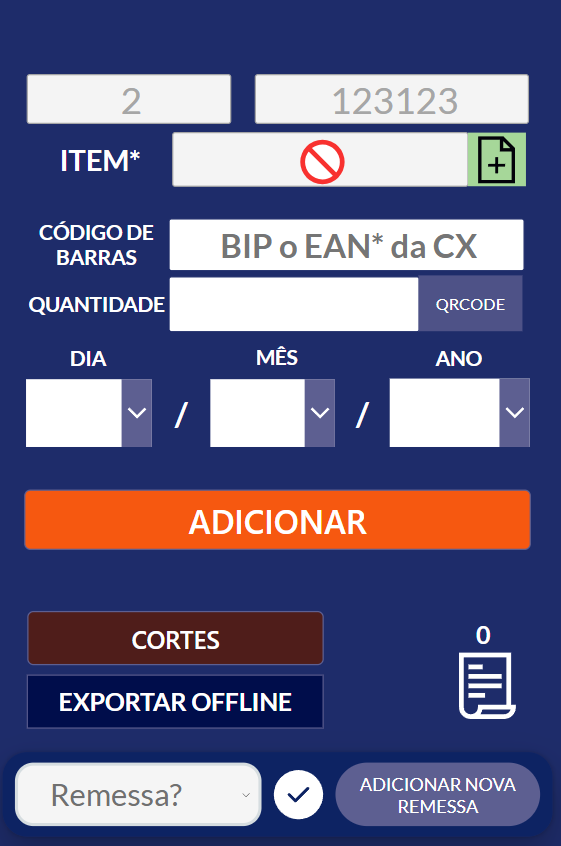 2
123123
ITEM*
CÓDIGO DE
BARRAS
BIP o EAN* da CX
QUANTIDADE
QRCODE
DIA
MÊS
ANO
/
/
ADICIONAR
CORTES
0
EXPORTAR OFFLINE
Remessa?
ADICIONAR NOVA
REMESSA